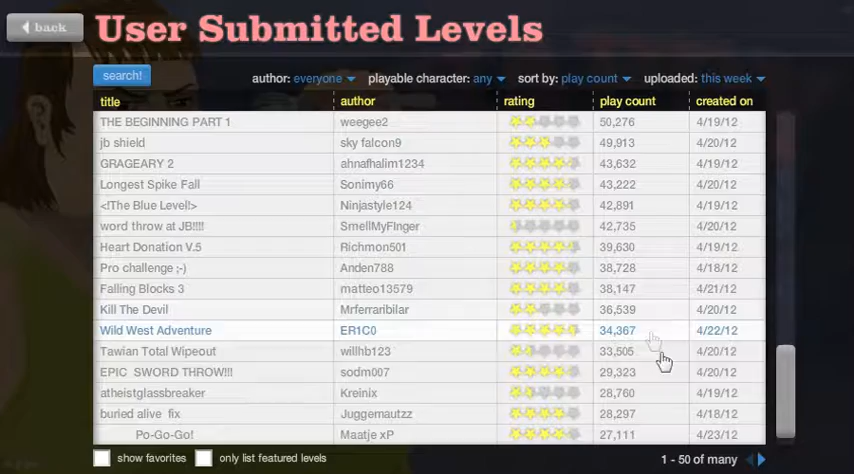 back User Submitted Levels
search! author: everyone playable character: any sort by: play count uploaded: this week
title author rating play count created on
THE BEGINNING PART 1 weegee2 50,276 4/19/12
jb shield sky falcon9 49,913 4/20/12
GRAGEARY 2 ahnafhalim1234 43,632 4/19/12
Longest Spike Fall Sonimy66 43,222 4/20/12
<!The Blue Level!> Ninjastyle124 42,891 4/19/12
word throw at JB!!!! SmellMyFInger 42,735 4/20/12
Heart Donation V.5 Richmon501 39,630 4/19/12
Pro challenge ;-) Anden788 38,728 4/18/12
Falling Blocks 3 matteo13579 38,147 4/21/12
Kill The Devil Mrferraribilar 36,539 4/20/12
Wild West Adventure ER1C0 34,367 4/22/12
Tawian Total Wipeout willhb123 33,505 4/20/12
EPIC SWORD THROW!!! sodm007 29,323 4/20/12
atheistglassbreaker Kreinix 28,760 4/19/12
buried alive fix Juggernautzz 28,297 4/18/12
Po-Go-Go! Maatje xP 27,111 4/23/12
show favorites only list featured levels 1 - 50 of many